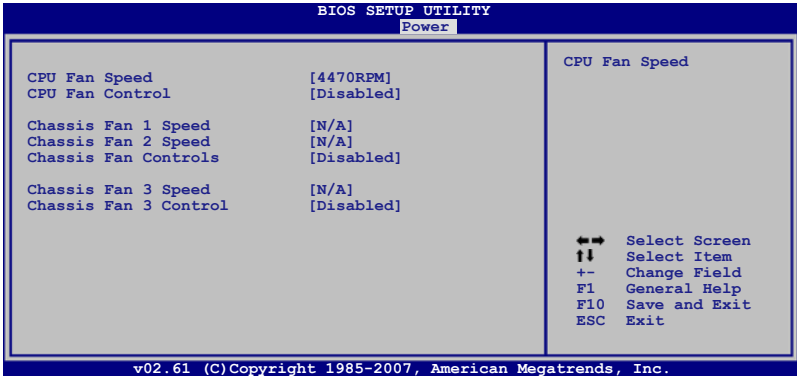 BIOS SETUP UTILITY
Power
CPU Fan Speed [4470RPM]
CPU Fan Control [Disabled]
Chassis Fan 1 Speed [N/A]
Chassis Fan 2 Speed [N/A]
Chassis Fan Controls [Disabled]
Chassis Fan 3 Speed [N/A]
Chassis Fan 3 Control [Disabled]
CPU Fan Speed
←→ Select Screen
↑↓ Select Item
+- Change Field
F1 General Help
F10 Save and Exit
ESC Exit
v02.61 (C)Copyright 1985-2007, American Megatrends, Inc.